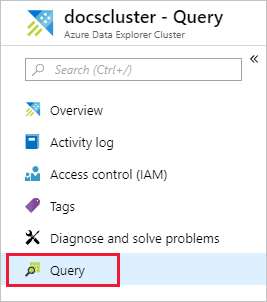 docscluster - Query
Azure Data Explorer Cluster
Search (Ctrl+/)
«
Overview
Activity log
Access control (IAM)
Tags
Diagnose and solve problems
Query